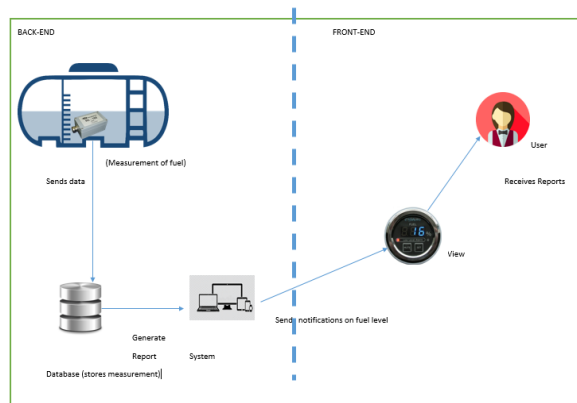 BACK-END
FRONT-END
(Measurement of fuel)
Sends data
User
Receives Reports
16
View
Sends notifications on fuel level
Generate
Report
System
Database (stores measurement)